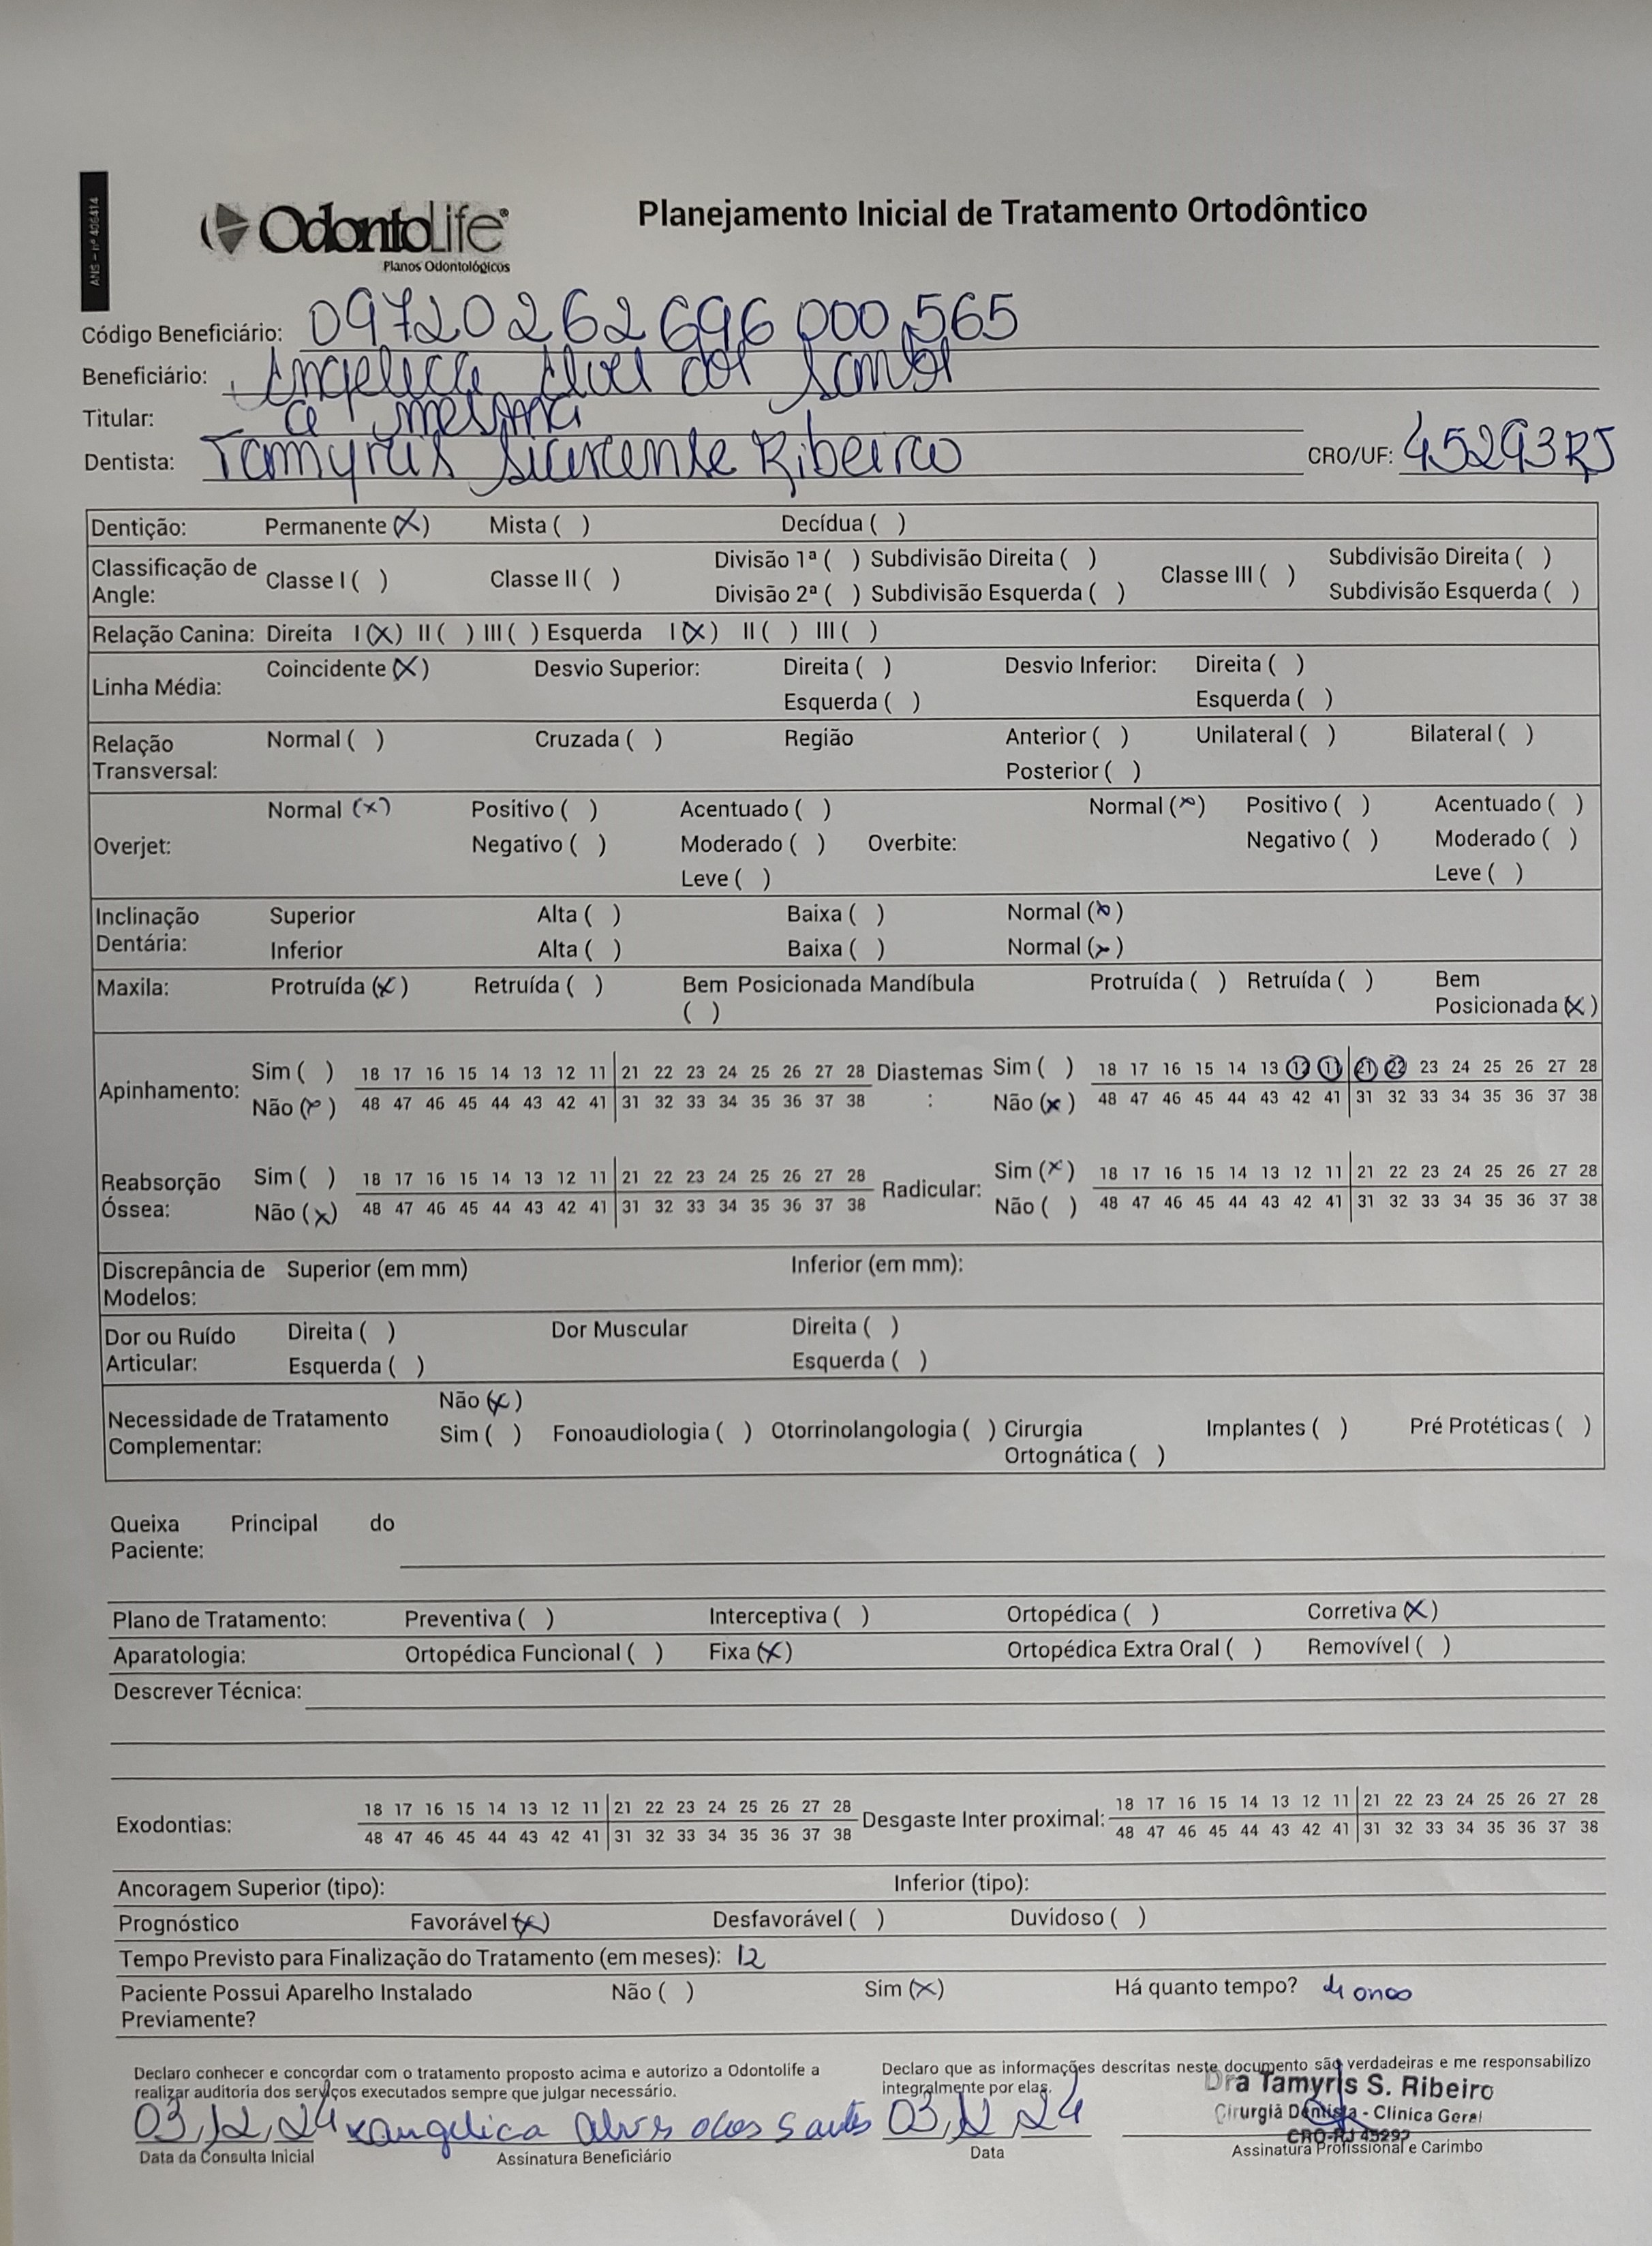 ANS - nº 406414
OdontoLife®
Planos Odontológicos
Planejamento Inicial de Tratamento Ortodôntico
Código Beneficiário: 09720262696000565
Beneficiário: Angelica Alves dos Santos
Titular: a mesma
Dentista: Tamyris Ribeiro CRO/UF: 45293RJ
Dentição: Permanente (X) Mista ( ) Decídua ( )
Classificação de Angle: Classe I ( ) Classe II ( ) Divisão 1ª ( ) Subdivisão Direita ( ) Classe III ( ) Subdivisão Direita ( )
Divisão 2ª ( ) Subdivisão Esquerda ( ) Subdivisão Esquerda ( )
Relação Canina: Direita I (X) II ( ) III ( ) Esquerda I (X) II ( ) III ( )
Linha Média: Coincidente (X) Desvio Superior: Direita ( ) Desvio Inferior: Direita ( )
Esquerda ( ) Esquerda ( )
Relação Transversal: Normal ( ) Cruzada ( ) Região Anterior ( ) Unilateral ( ) Bilateral ( )
Posterior ( )
Normal (x) Positivo ( ) Acentuado ( ) Normal (x) Positivo ( ) Acentuado ( )
Overjet: Negativo ( ) Moderado ( ) Overbite: Negativo ( ) Moderado ( )
Leve ( ) Leve ( )
Inclinação Dentária: Superior Alta ( ) Baixa ( ) Normal (x)
Inferior Alta ( ) Baixa ( ) Normal (x)
Maxila: Protruída (x) Retruída ( ) Bem Posicionada ( ) Mandíbula Protruída ( ) Retruída ( ) Bem Posicionada (X)
Apinhamento: Sim ( ) 18 17 16 15 14 13 12 11 21 22 23 24 25 26 27 28 Diastemas: Sim ( ) 18 17 16 15 14 13 12 11 21 22 23 24 25 26 27 28
Não (x) 48 47 46 45 44 43 42 41 31 32 33 34 35 36 37 38 Não (x) 48 47 46 45 44 43 42 41 31 32 33 34 35 36 37 38
Reabsorção Óssea: Sim ( ) 18 17 16 15 14 13 12 11 21 22 23 24 25 26 27 28 Radicular: Sim (x) 18 17 16 15 14 13 12 11 21 22 23 24 25 26 27 28
Não (x) 48 47 46 45 44 43 42 41 31 32 33 34 35 36 37 38 Não ( ) 48 47 46 45 44 43 42 41 31 32 33 34 35 36 37 38
Discrepância de Modelos: Superior (em mm) Inferior (em mm):
Dor ou Ruído Articular: Direita ( ) Dor Muscular Direita ( )
Esquerda ( ) Esquerda ( )
Necessidade de Tratamento Complementar: Não (x)
Sim ( ) Fonoaudiologia ( ) Otorrinolangologia ( ) Cirurgia Ortognática ( ) Implantes ( ) Pré Protéticas ( )
Queixa Principal do
Paciente:
Plano de Tratamento: Preventiva ( ) Interceptiva ( ) Ortopédica ( ) Corretiva (X)
Aparatologia: Ortopédica Funcional ( ) Fixa (X) Ortopédica Extra Oral ( ) Removível ( )
Descrever Técnica:
Exodontias: 18 17 16 15 14 13 12 11 21 22 23 24 25 26 27 28 Desgaste Inter proximal: 18 17 16 15 14 13 12 11 21 22 23 24 25 26 27 28
48 47 46 45 44 43 42 41 31 32 33 34 35 36 37 38 48 47 46 45 44 43 42 41 31 32 33 34 35 36 37 38
Ancoragem Superior (tipo): Inferior (tipo):
Prognóstico Favorável (x) Desfavorável ( ) Duvidoso ( )
Tempo Previsto para Finalização do Tratamento (em meses): 12
Paciente Possui Aparelho Instalado Não ( ) Sim (x) Há quanto tempo? 4 anos
Previamente?
Declaro conhecer e concordar com o tratamento proposto acima e autorizo a Odontolife a
realizar auditoria dos serviços executados sempre que julgar necessário.
Declaro que as informações descritas neste documento são verdadeiras e me responsabilizo
integralmente por elas.
Dra Tamyris S. Ribeiro
Cirurgiã Dentista - Clinica Geral
CRO-RJ 45293
03,12,24 x angelica alves dos Santos 03,12,24
Data da Consulta Inicial Assinatura Beneficiário Data Assinatura Profissional e Carimbo